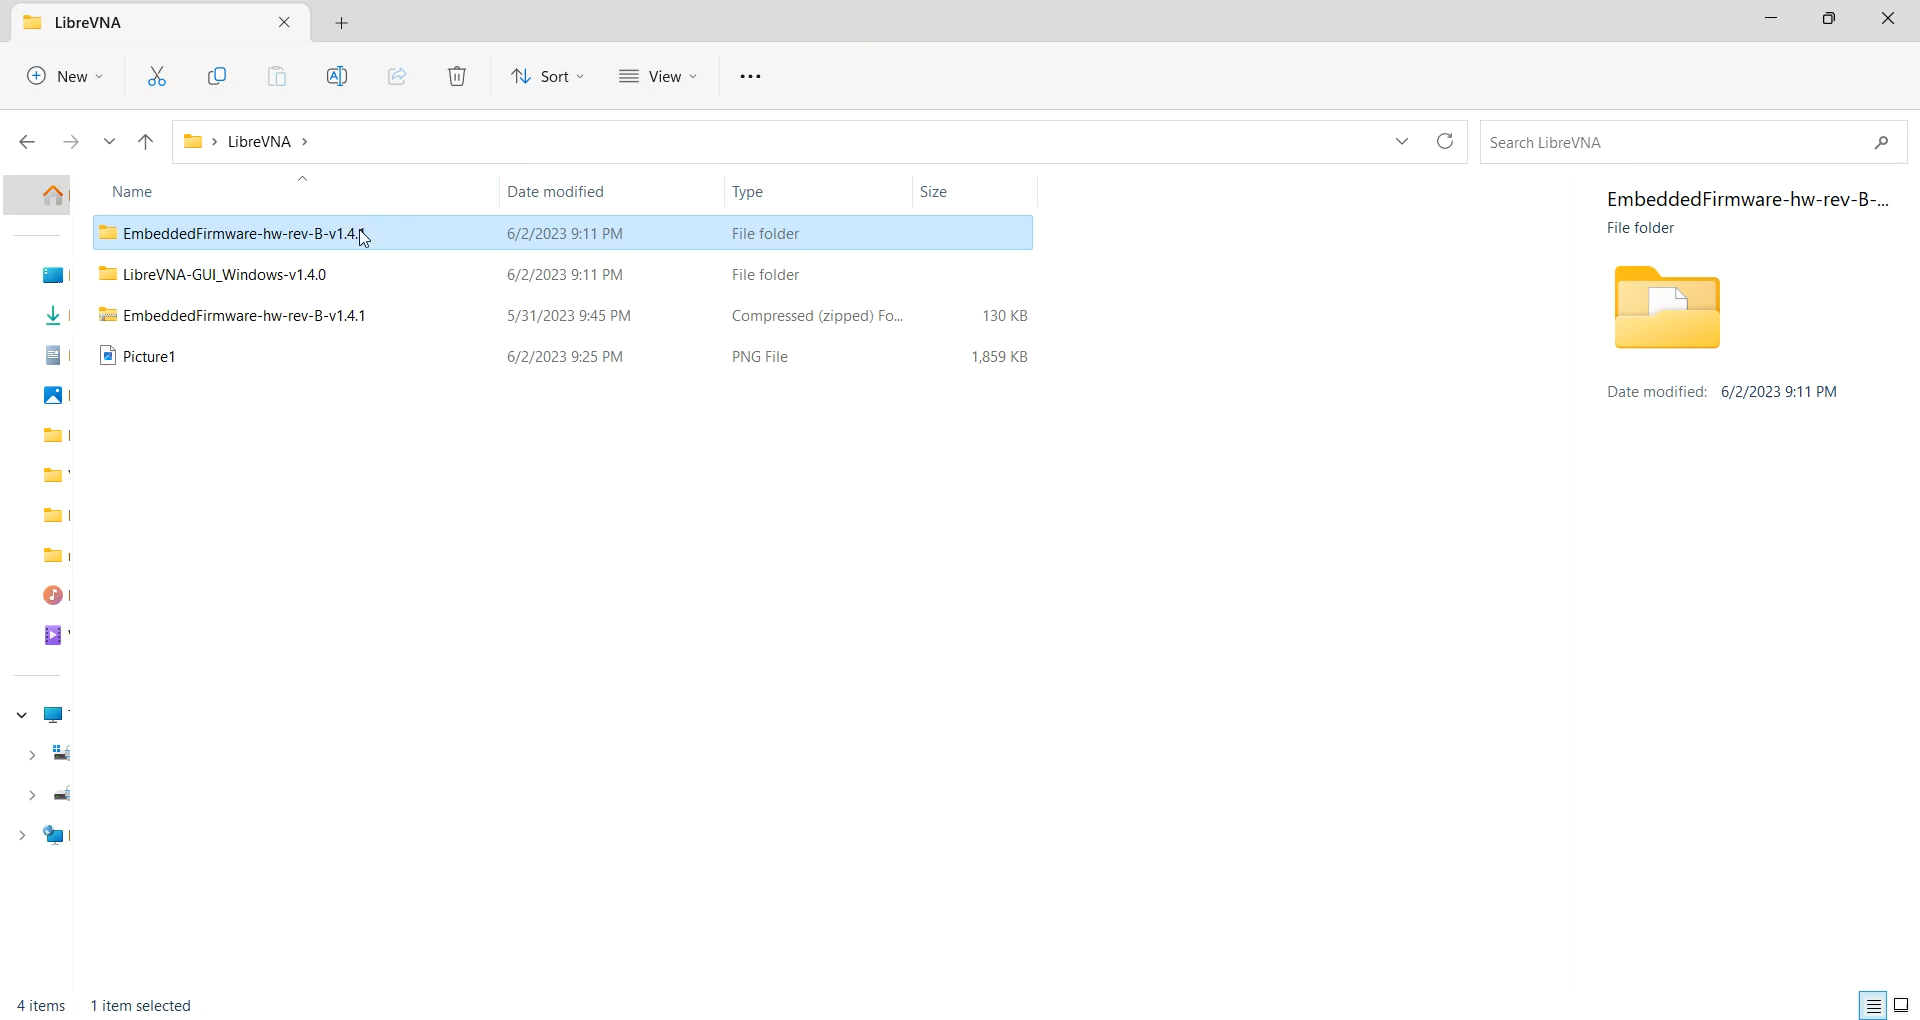 LibreVNA
New
Sort
View
LibreVNA
Search LibreVNA
Name Date modified Type Size
EmbeddedFirmware-hw-rev-B-v1.4.1 6/2/2023 9:11 PM File folder
LibreVNA-GUI_Windows-v1.4.0 6/2/2023 9:11 PM File folder
EmbeddedFirmware-hw-rev-B-v1.4.1 5/31/2023 9:45 PM Compressed (zipped) Fo... 130 KB
Picture1 6/2/2023 9:25 PM PNG File 1,859 KB
EmbeddedFirmware-hw-rev-B-...
File folder
Date modified: 6/2/2023 9:11 PM
4 items 1 item selected